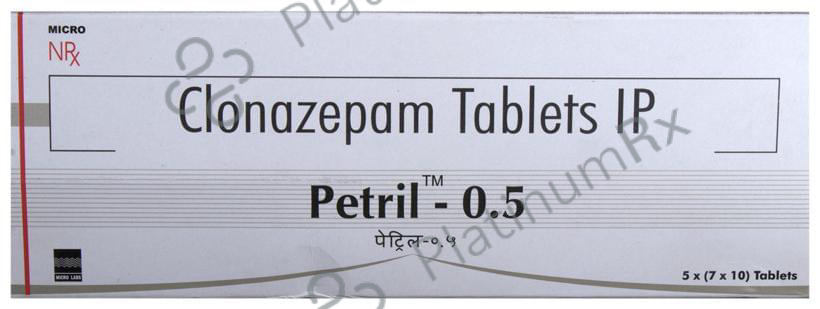 MICRO
NRx
Clonazepam Tablets IP
Petril™ - 0.5
पेट्रिल-०.५
MICRO LABS
5 x (7 x 10) Tablets
PlatinumRx